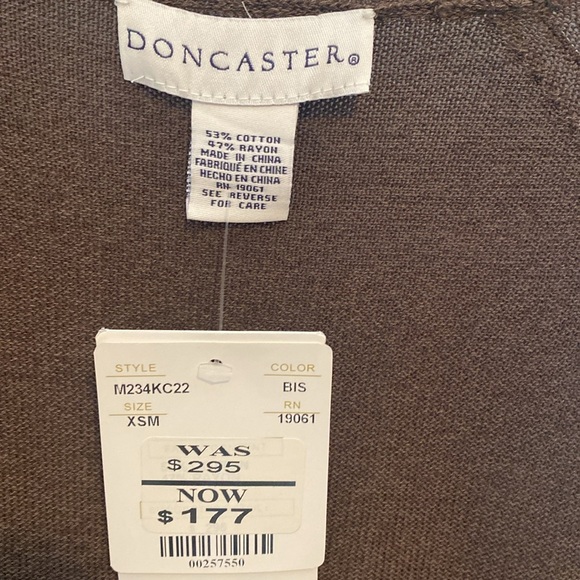 DONCASTER®
53% COTTON
47% RAYON
MADE IN CHINA
FABRIQUÉ EN CHINE
HECHO EN CHINA
RN 19061
SEE REVERSE
FOR CARE
STYLE COLOR
M234KC22 BIS
SIZE RN
XSM 19061
WAS
$295
NOW
$177
00257550